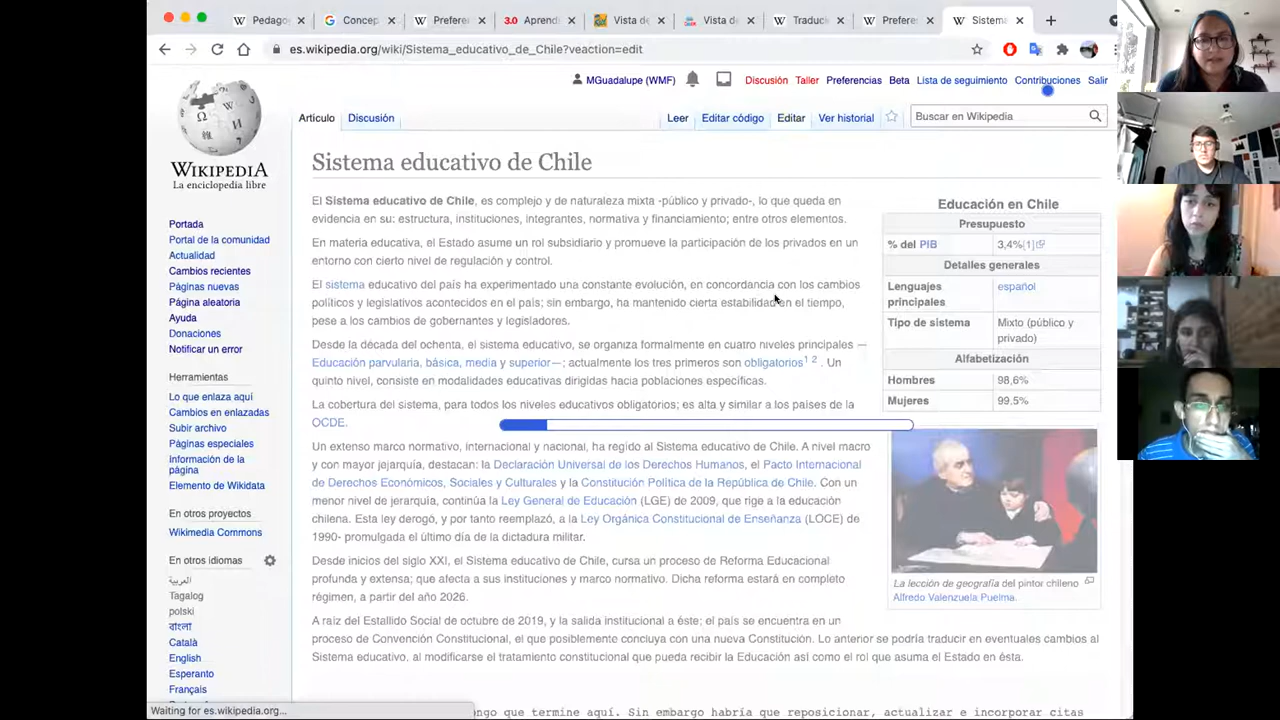 Pedagog
Concep
Preferen
3.0 Aprend
Vista de
Vista de
Traducci
Preferer
Sistema
es.wikipedia.org/wiki/Sistema_educativo_de_Chile?veaction=edit
MGuadalupe (WMF) Discusión Taller Preferencias Beta Lista de seguimiento Contribuciones Salir
Artículo Discusión Leer Editar código Editar Ver historial Buscar en Wikipedia
WIKIPEDIA
La enciclopedia libre
Portada
Portal de la comunidad
Actualidad
Cambios recientes
Páginas nuevas
Página aleatoria
Ayuda
Donaciones
Notificar un error
Herramientas
Lo que enlaza aquí
Cambios en enlazadas
Subir archivo
Páginas especiales
Información de la
página
Elemento de Wikidata
En otros proyectos
Wikimedia Commons
En otros idiomas
العربية
Tagalog
polski
বাংলা
Català
English
Esperanto
Français
Sistema educativo de Chile
El Sistema educativo de Chile, es complejo y de naturaleza mixta -público y privado-, lo que queda en
evidencia en su: estructura, instituciones, integrantes, normativa y financiamiento; entre otros elementos.
En materia educativa, el Estado asume un rol subsidiario y promueve la participación de los privados en un
entorno con cierto nivel de regulación y control.
El sistema educativo del país ha experimentado una constante evolución, en concordancia con los cambios
políticos y legislativos acontecidos en el país; sin embargo, ha mantenido cierta estabilidad en el tiempo,
pese a los cambios de gobernantes y legisladores.
Desde la década del ochenta, el sistema educativo, se organiza formalmente en cuatro niveles principales —
Educación parvularia, básica, media y superior—; actualmente los tres primeros son obligatorios1 2 . Un
quinto nivel, consiste en modalidades educativas dirigidas hacia poblaciones específicas.
La cobertura del sistema, para todos los niveles educativos obligatorios; es alta y similar a los países de la
OCDE.
Un extenso marco normativo, internacional y nacional, ha regido al Sistema educativo de Chile. A nivel macro
y con mayor jejarquía, destacan: la Declaración Universal de los Derechos Humanos, el Pacto Internacional
de Derechos Económicos, Sociales y Culturales y la Constitución Política de la República de Chile. Con un
menor nivel de jerarquía, continúa la Ley General de Educación (LGE) de 2009, que rige a la educación
chilena. Esta ley derogó, y por tanto reemplazó, a la Ley Orgánica Constitucional de Enseñanza (LOCE) de
1990- promulgada el último día de la dictadura militar.
Desde inicios del siglo XXI, el Sistema educativo de Chile, cursa un proceso de Reforma Educacional
profunda y extensa; que afecta a sus instituciones y marco normativo. Dicha reforma estará en completo
régimen, a partir del año 2026.
A raíz del Estallido Social de octubre de 2019, y la salida institucional a éste; el país se encuentra en un
proceso de Convención Constitucional, el que posiblemente concluya con una nueva Constitución. Lo anterior se podría traducir en eventuales cambios al
Sistema educativo, al modificarse el tratamiento constitucional que pueda recibir la Educación así como el rol que asuma el Estado en ésta.
Educación en Chile
Presupuesto
% del PIB 3,4%[1]
Detalles generales
Lenguajes
principales español
Tipo de sistema Mixto (público y
privado)
Alfabetización
Hombres 98,6%
Mujeres 99.5%
La lección de geografía del pintor chileno
Alfredo Valenzuela Puelma.
ongo que termine aquí. Sin embargo habría que reposicionar, actualizar e incorporar citas
Waiting for es.wikipedia.org...